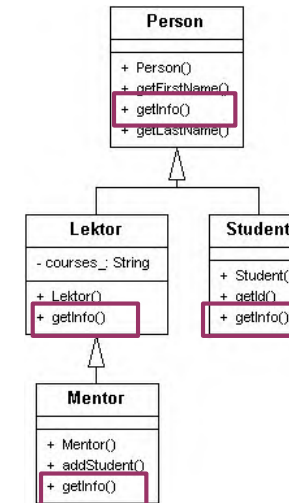 Person
+ Person()
+ getFirstName()
+ getInfo()
+ getLastName()
Lektor
- courses_: String
+ Lektor()
+ getInfo()
Student
+ Student(
+ getId()
+ getInfo()
Mentor
+ Mentor()
+ addStudent()
+ getInfo()